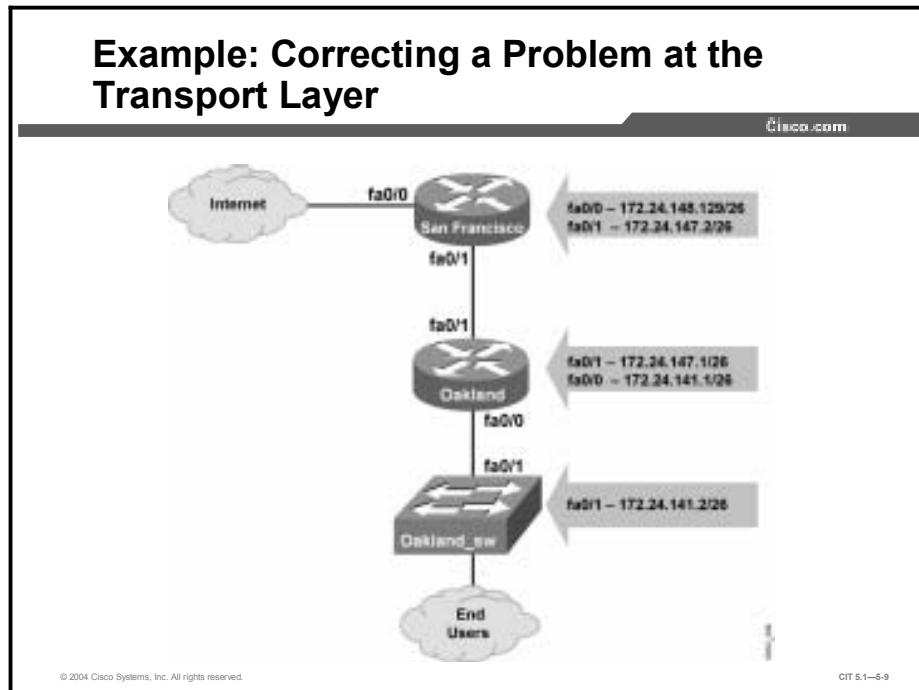 Example: Correcting a Problem at the
Transport Layer
Cisco.com
Internet
fa0/0
San Francisco
fa0/0 – 172.24.148.129/26
fa0/1 – 172.24.147.2/26
fa0/1
fa0/1
Oakland
fa0/1 – 172.24.147.1/26
fa0/0 – 172.24.141.1/26
fa0/0
fa0/1
Oakland_sw
fa0/1 – 172.24.141.2/26
End
Users
© 2004 Cisco Systems, Inc. All rights reserved.
CIT 5.1—5-9